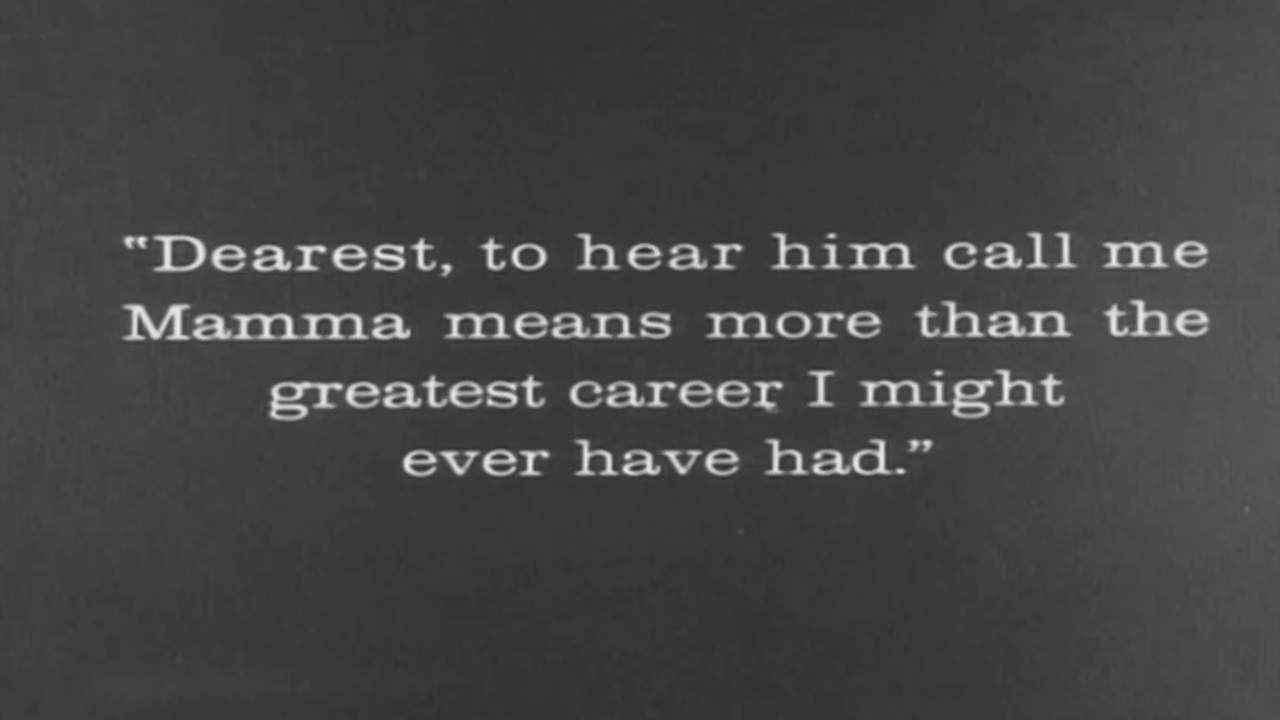 "Dearest, to hear him call me
Mamma means more than the
greatest career I might
ever have had."